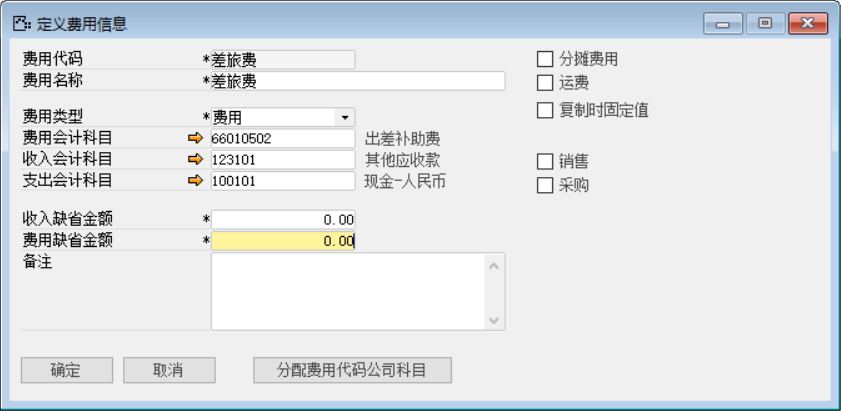 定义费用信息
费用代码 *差旅费
费用名称 *差旅费
费用类型 *费用
费用会计科目 66010502 出差补助费
收入会计科目 123101 其他应收款
支出会计科目 100101 现金-人民币
收入缺省金额 * 0.00
费用缺省金额 * 0.00
备注
分摊费用
运费
复制时固定值
销售
采购
确定 取消 分配费用代码公司科目